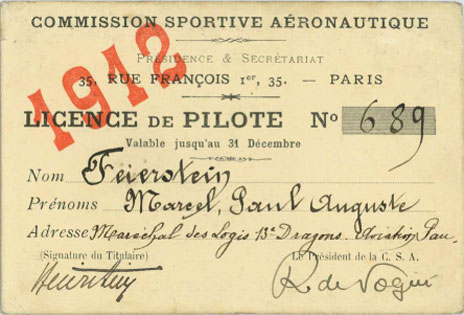 COMMISSION SPORTIVE AÉRONAUTIQUE
1912
PRÉSIDENCE & SECRÉTARIAT
35, RUE FRANÇOIS 1er, 35. — PARIS
LICENCE DE PILOTE No 689
Valable jusqu'au 31 Décembre
Nom Feierstein
Prénoms Marcel, Paul Auguste
Adresse Maréchal des Logis 13e Dragons. Aviation Pau
(Signature du Titulaire) Le Président de la C. S. A.
Feierstein R. de Vogüé